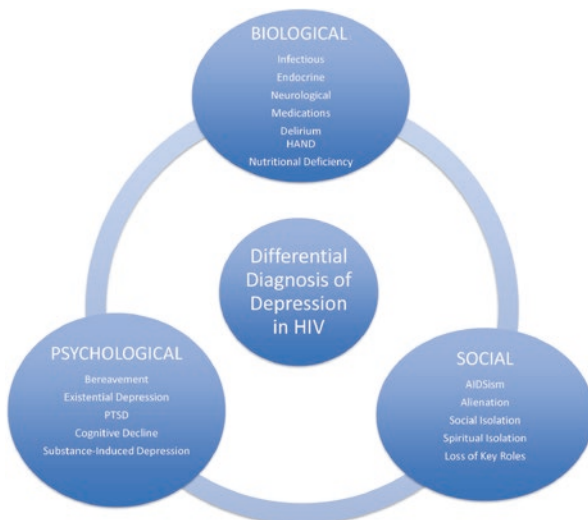 BIOLOGICAL
Infectious
Endocrine
Neurological
Medications
Delirium
HAND
Nutritional Deficiency
Differential
Diagnosis of
Depression
in HIV
PSYCHOLOGICAL
Bereavement
Existential Depression
PTSD
Cognitive Decline
Substance-Induced Depression
SOCIAL
AIDSism
Alienation
Social Isolation
Spiritual Isolation
Loss of Key Roles